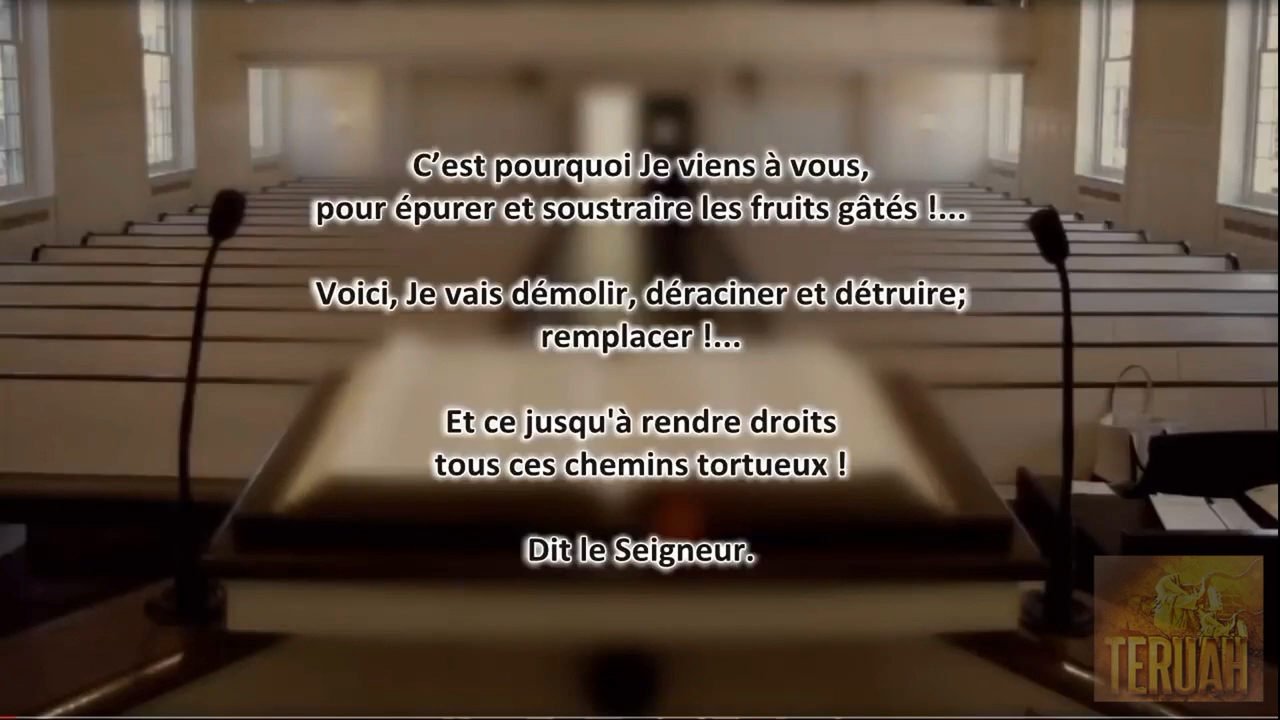 C’est pourquoi Je viens à vous,
pour épurer et soustraire les fruits gâtés !...
Voici, Je vais démolir, déraciner et détruire;
remplacer !...
Et ce jusqu'à rendre droits
tous ces chemins tortueux !
Dit le Seigneur.
TERUAH